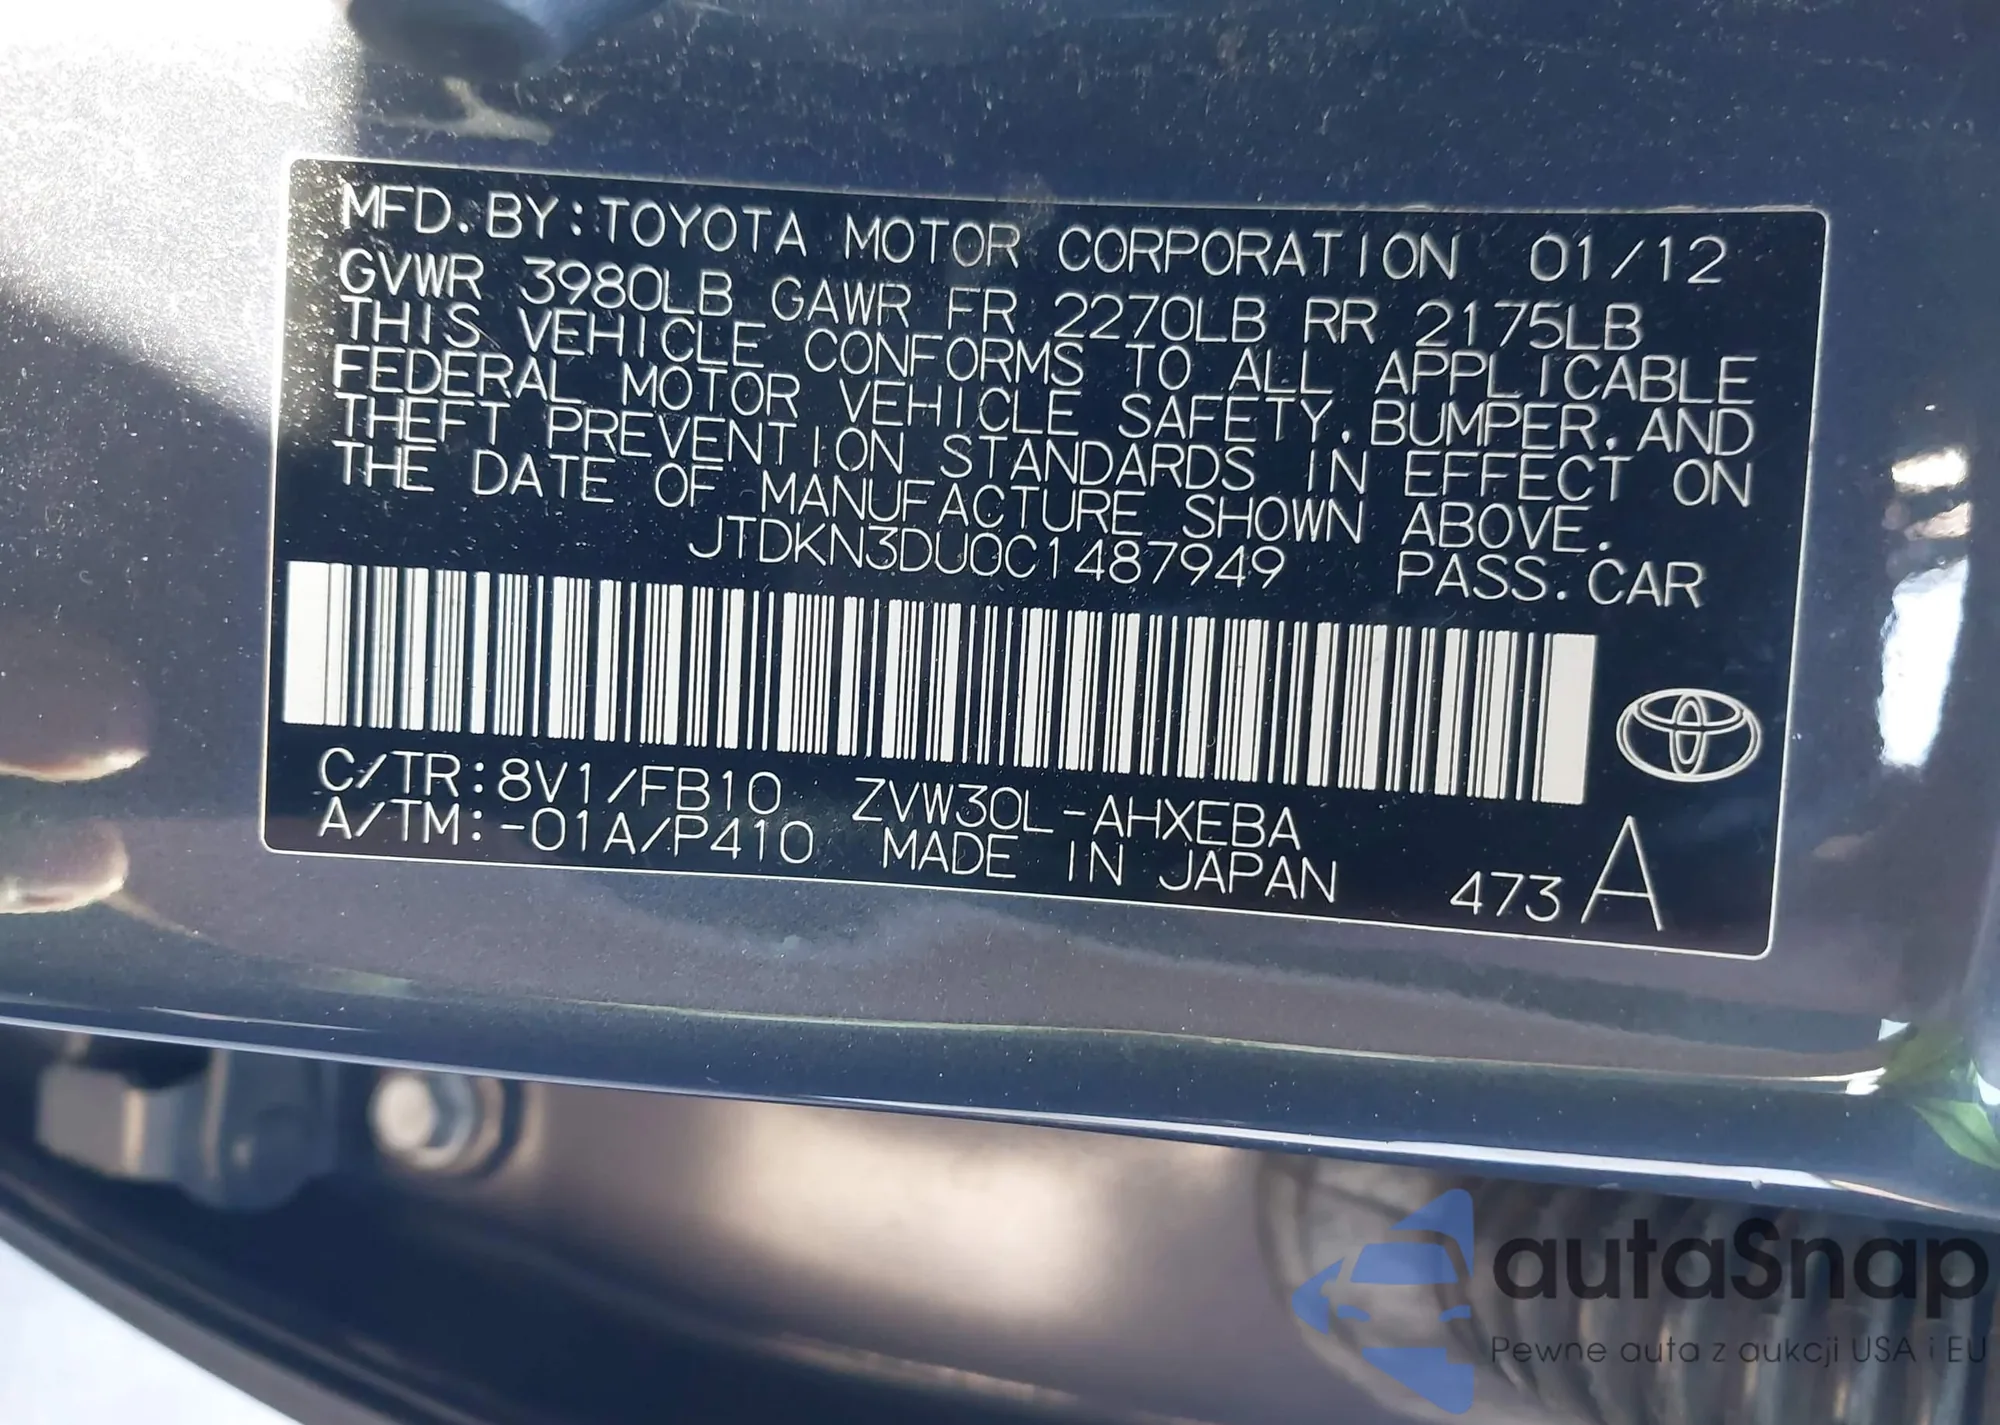 MFD. BY: TOYOTA MOTOR CORPORATION 01/12
GVWR 3980LB GAWR FR 2270LB RR 2175LB
THIS VEHICLE CONFORMS TO ALL APPLICABLE
FEDERAL MOTOR VEHICLE SAFETY, BUMPER, AND
THEFT PREVENTION STANDARDS IN EFFECT ON
THE DATE OF MANUFACTURE SHOWN ABOVE.
JTDKN3DU0C1487949 PASS. CAR
C/TR: 8V1/FB10 ZVW30L-AHXEBA
A/TM: -01A/P410 MADE IN JAPAN 473 A
autaSnap
Pewne auta z aukcji USA i EU